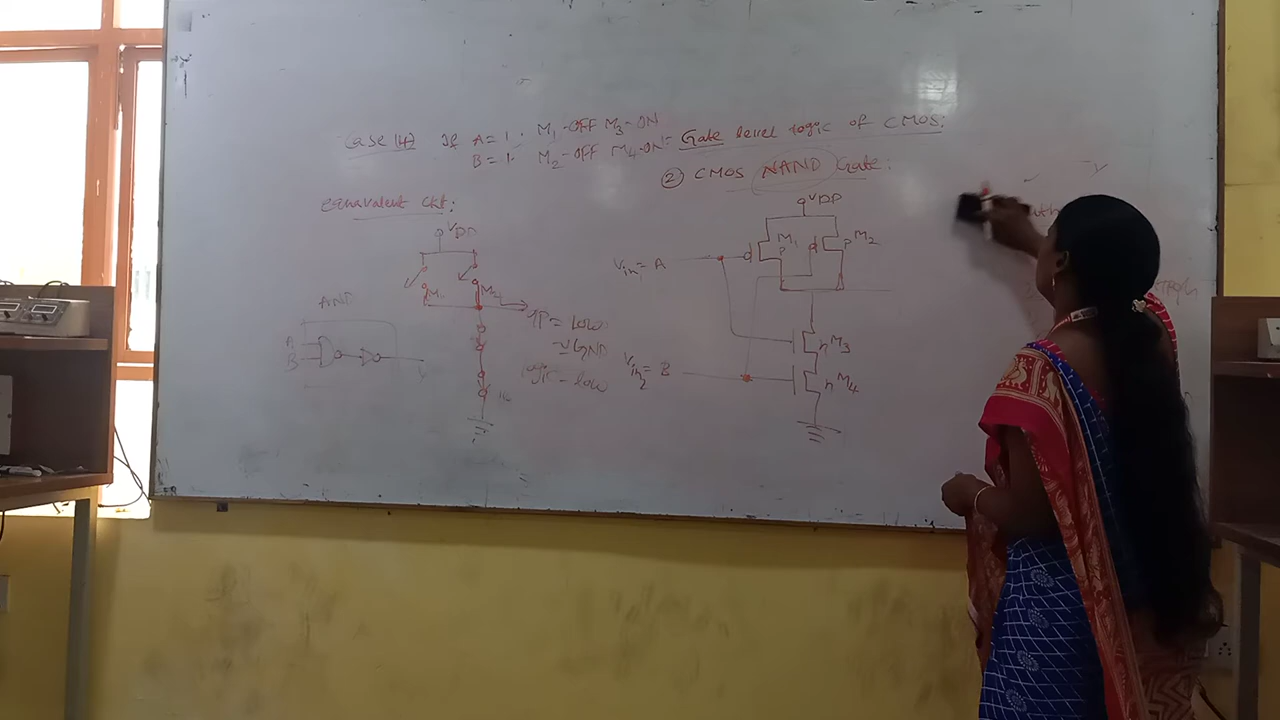 Case (4) If A = 1, M1-OFF M3-ON
B = 1, M2-OFF M4-ON =
Gate level logic of CMOS:
② CMOS NAND Gate:
Equivalent Ckt:
VDD
M1
M2
O/P = Low
≃ GND
logic = low
AND
A
B
Y
VDD
M1
P
P M2
Vin1 = A
n M3
Vin2 = B
n M4
Y